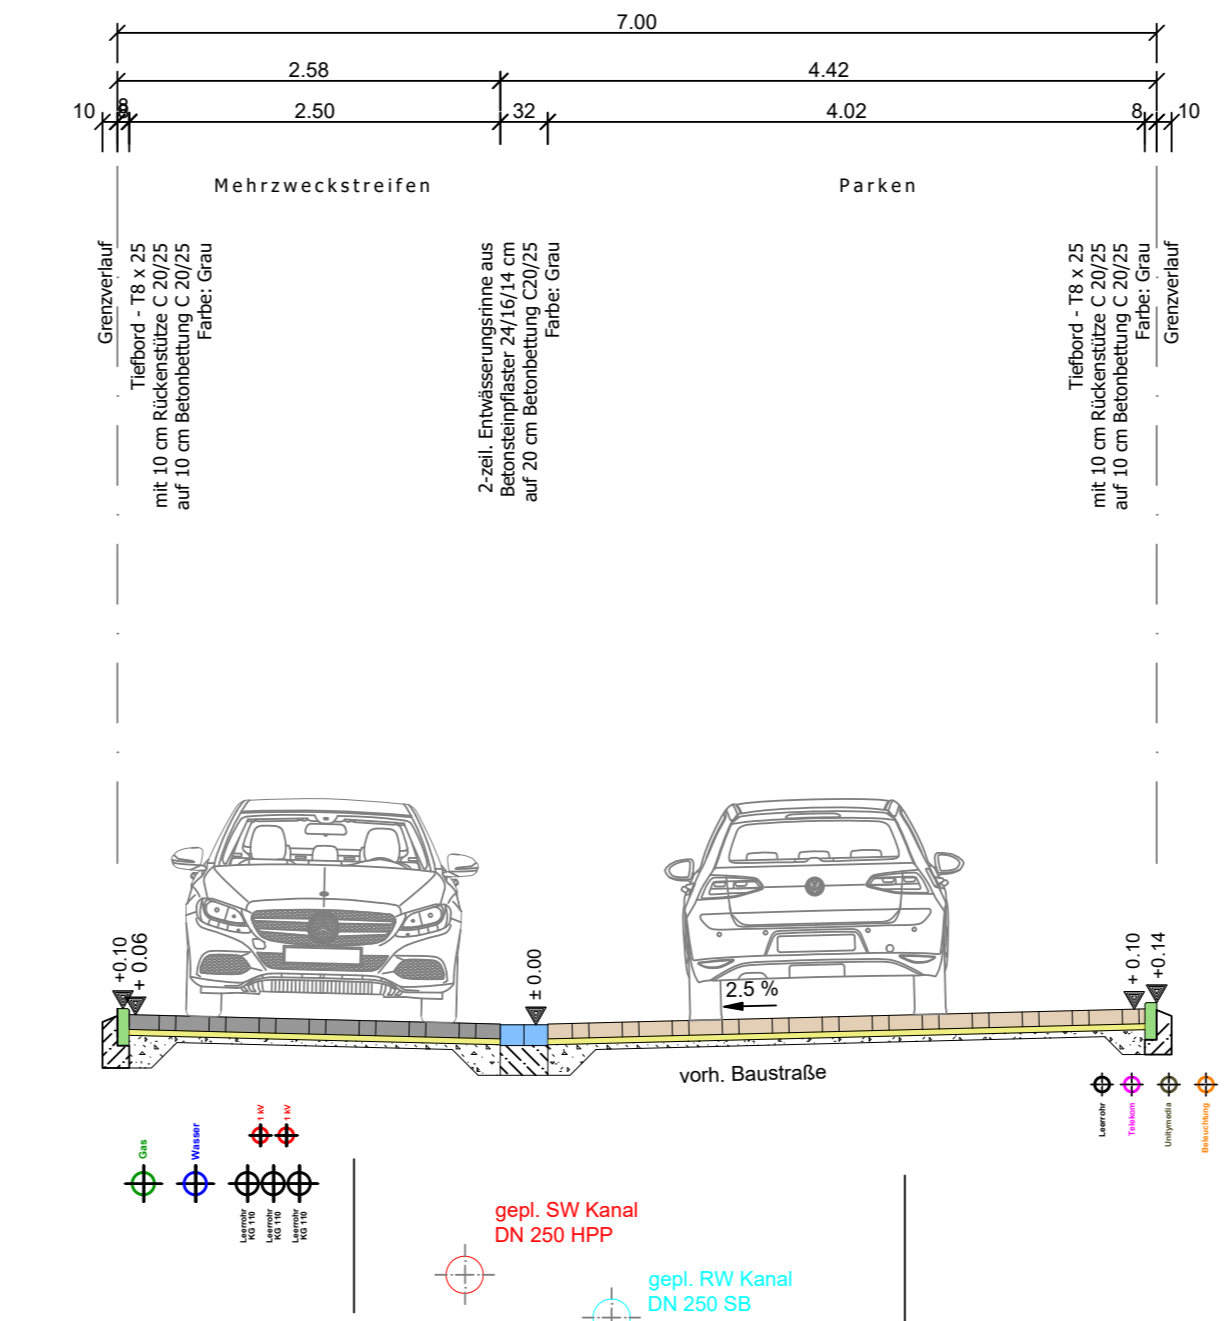 7.00
2.58
4.42
10
8
8
2.50
32
4.02
8
10
Mehrzweckstreifen
Parken
Grenzverlauf
Tiefbord - T8 x 25
mit 10 cm Rückenstütze C 20/25
auf 10 cm Betonbettung C 20/25
Farbe: Grau
2-zeil. Entwässerungsrinne aus
Betonsteinpflaster 24/16/14 cm
auf 20 cm Betonbettung C20/25
Farbe: Grau
Tiefbord - T8 x 25
mit 10 cm Rückenstütze C 20/25
auf 10 cm Betonbettung C 20/25
Farbe: Grau
Grenzverlauf
+0.10
+ 0.06
± 0.00
2.5 %
+ 0.10
+0.14
vorh. Baustraße
Gas
Wasser
1 kV
1 kV
Leerrohr
KG 110
Leerrohr
KG 110
Leerrohr
KG 110
Leerrohr
Telekom
Unitymedia
Beleuchtung
gepl. SW Kanal
DN 250 HPP
gepl. RW Kanal
DN 250 SB